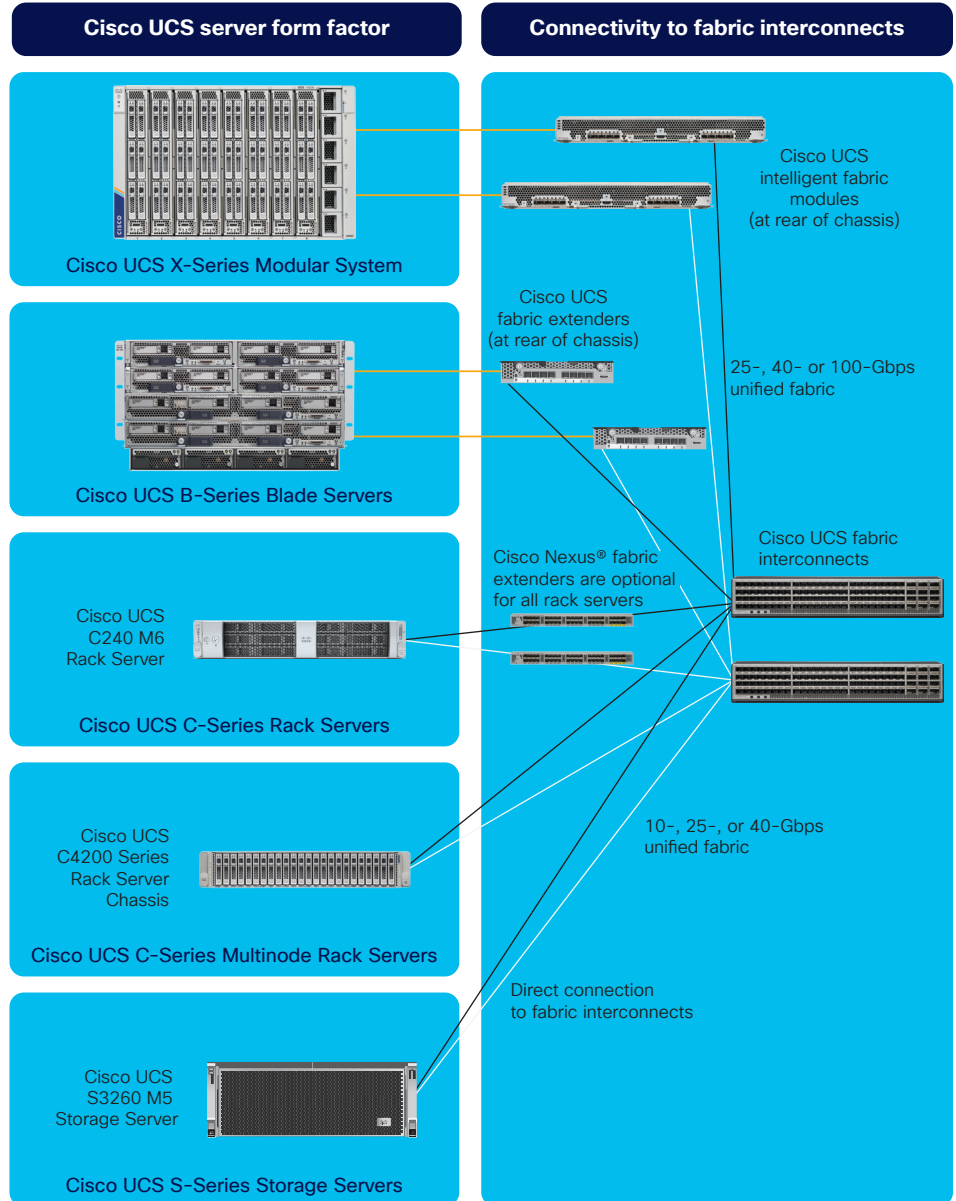 Cisco UCS server form factor
Connectivity to fabric interconnects
CISCO
Cisco UCS X-Series Modular System
Cisco UCS
intelligent fabric
modules
(at rear of chassis)
Cisco UCS
fabric extenders
(at rear of chassis)
25-, 40- or 100-Gbps
unified fabric
Cisco UCS B-Series Blade Servers
Cisco UCS
C240 M6
Rack Server
Cisco UCS C-Series Rack Servers
Cisco Nexus® fabric
extenders are optional
for all rack servers
Cisco UCS fabric
interconnects
Cisco UCS
C4200 Series
Rack Server
Chassis
Cisco UCS C-Series Multinode Rack Servers
10-, 25-, or 40-Gbps
unified fabric
Direct connection
to fabric interconnects
Cisco UCS
S3260 M5
Storage Server
Cisco UCS S-Series Storage Servers